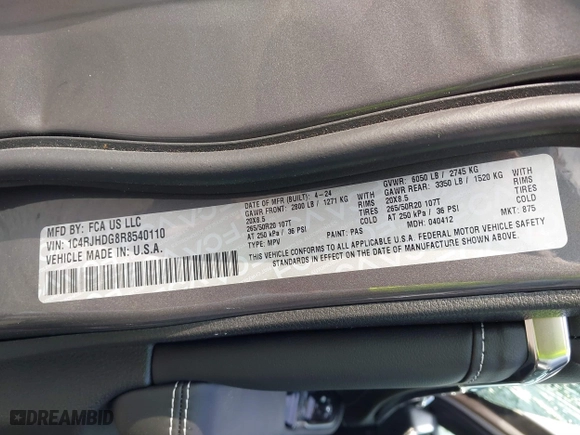 MFD BY: FCA US LLC
VIN: 1C4RJHDG8R8540110
VEHICLE MADE IN: U.S.A.
DATE OF MFR (BUILT): 4-24
GAWR FRONT: 2800 LB / 1271 KG WITH
265/50R20 107T 20X8.5 RIMS AT
AT 250 kPa / 36 PSI COLD
TYPE: MPV PAINT: PAS
GVWR: 6050 LB / 2745 KG
GAWR REAR: 3350 LB / 1520 KG WITH
265/50R20 107T 20X8.5 RIMS AT
AT 250 kPa / 36 PSI COLD
MDH: 040412 MKT: 875
THIS VEHICLE CONFORMS TO ALL APPLICABLE U.S.A. FEDERAL MOTOR VEHICLE SAFETY
STANDARDS IN EFFECT ON THE DATE OF MANUFACTURE SHOWN ABOVE.
DREAMBID